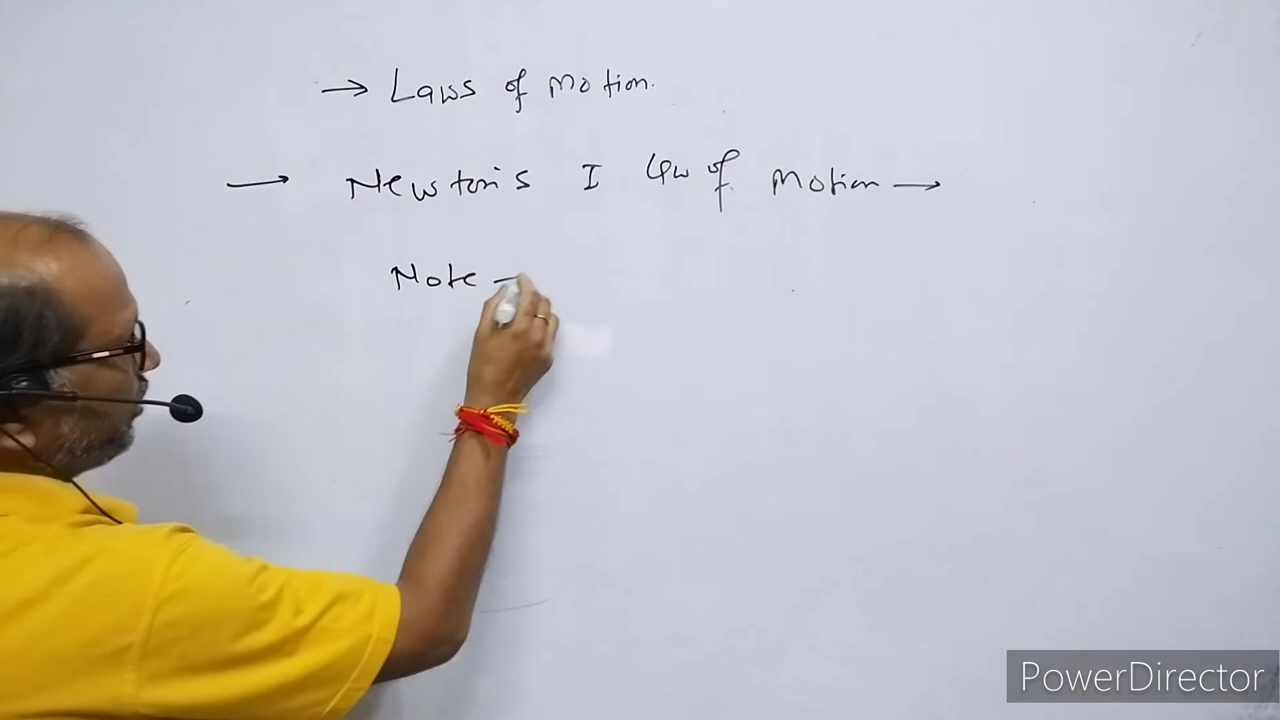 → Laws of Motion.
→ Newton's I Law of Motion →
Note -
PowerDirector